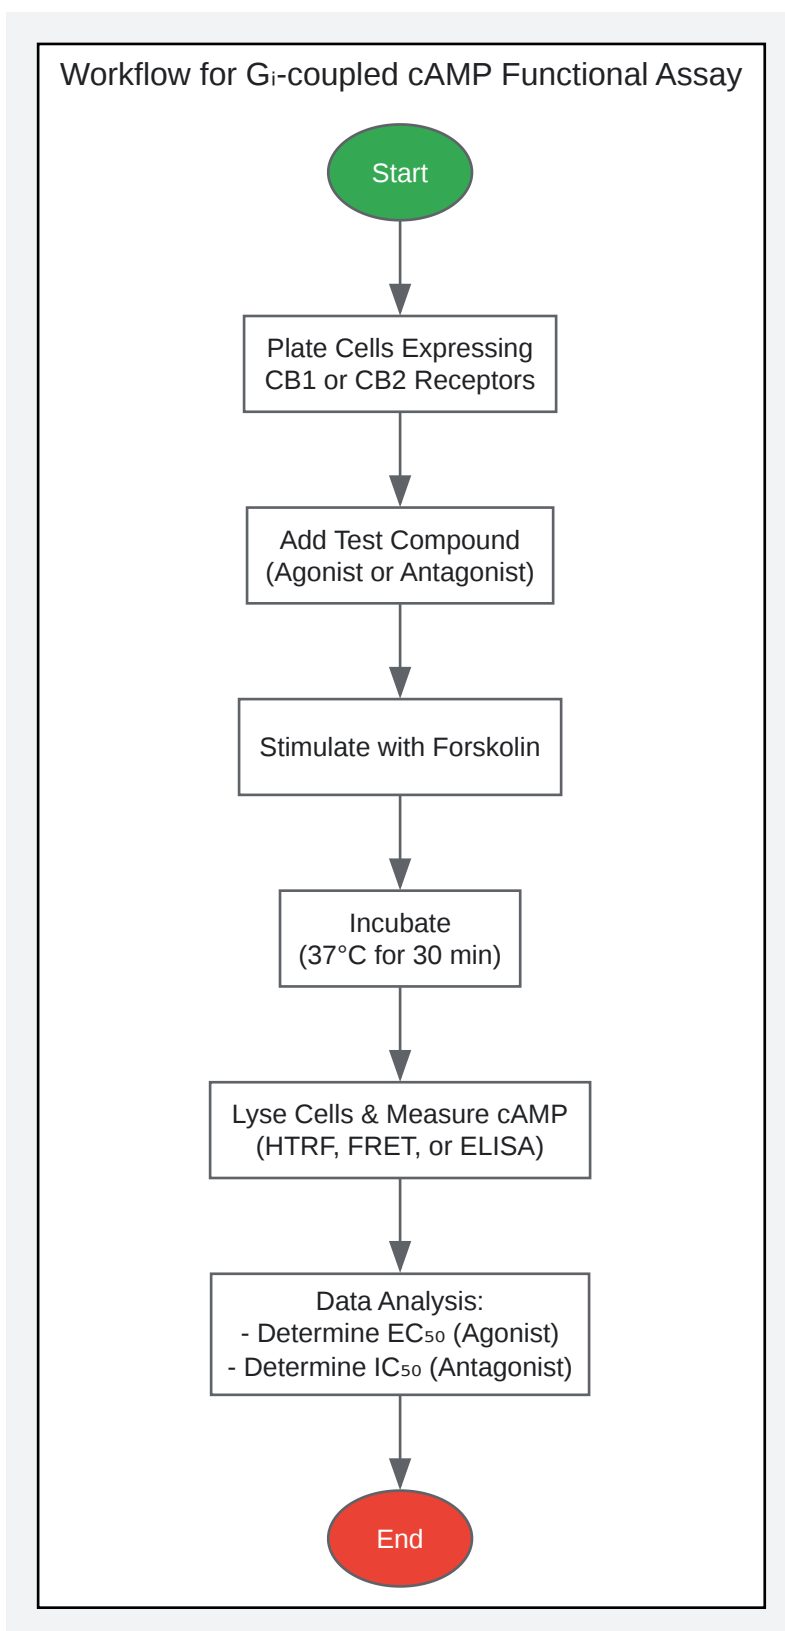 Workflow for Gᵢ-coupled cAMP Functional Assay
Start
Plate Cells Expressing
CB1 or CB2 Receptors
Add Test Compound
(Agonist or Antagonist)
Stimulate with Forskolin
Incubate
(37°C for 30 min)
Lyse Cells & Measure cAMP
(HTRF, FRET, or ELISA)
Data Analysis:
- Determine EC₅₀ (Agonist)
- Determine IC₅₀ (Antagonist)
End